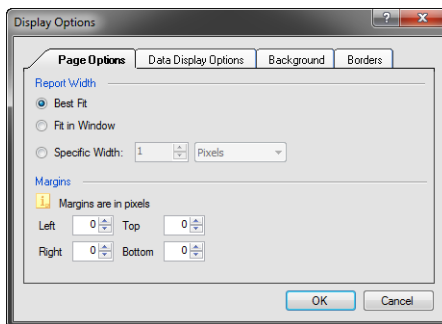 Display Options
Page Options Data Display Options Background Borders
Report Width
Best Fit
Fit in Window
Specific Width: 1 Pixels
Margins
Margins are in pixels
Left 0 Top 0
Right 0 Bottom 0
OK Cancel